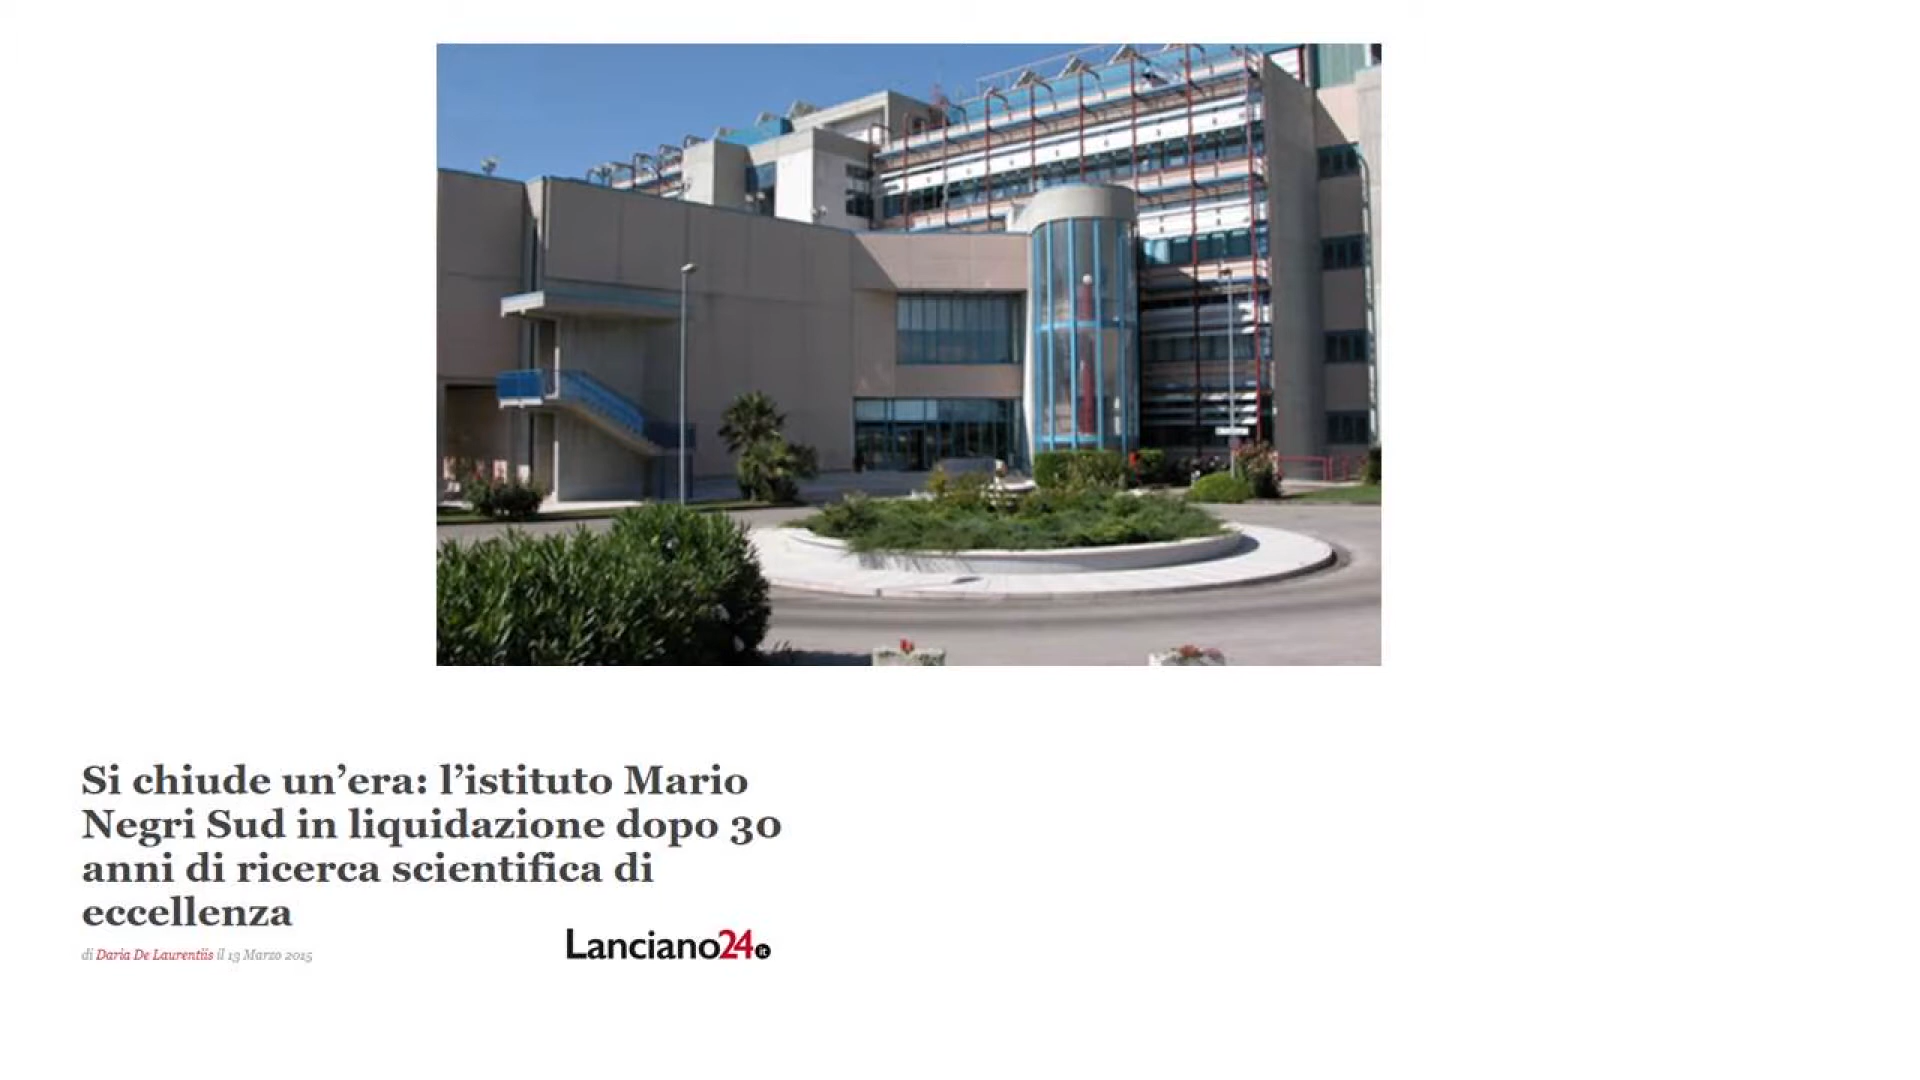 Si chiude un’era: l’istituto Mario
Negri Sud in liquidazione dopo 30
anni di ricerca scientifica di
eccellenza
di Daria De Laurentiis il 13 Marzo 2015
Lanciano24.it